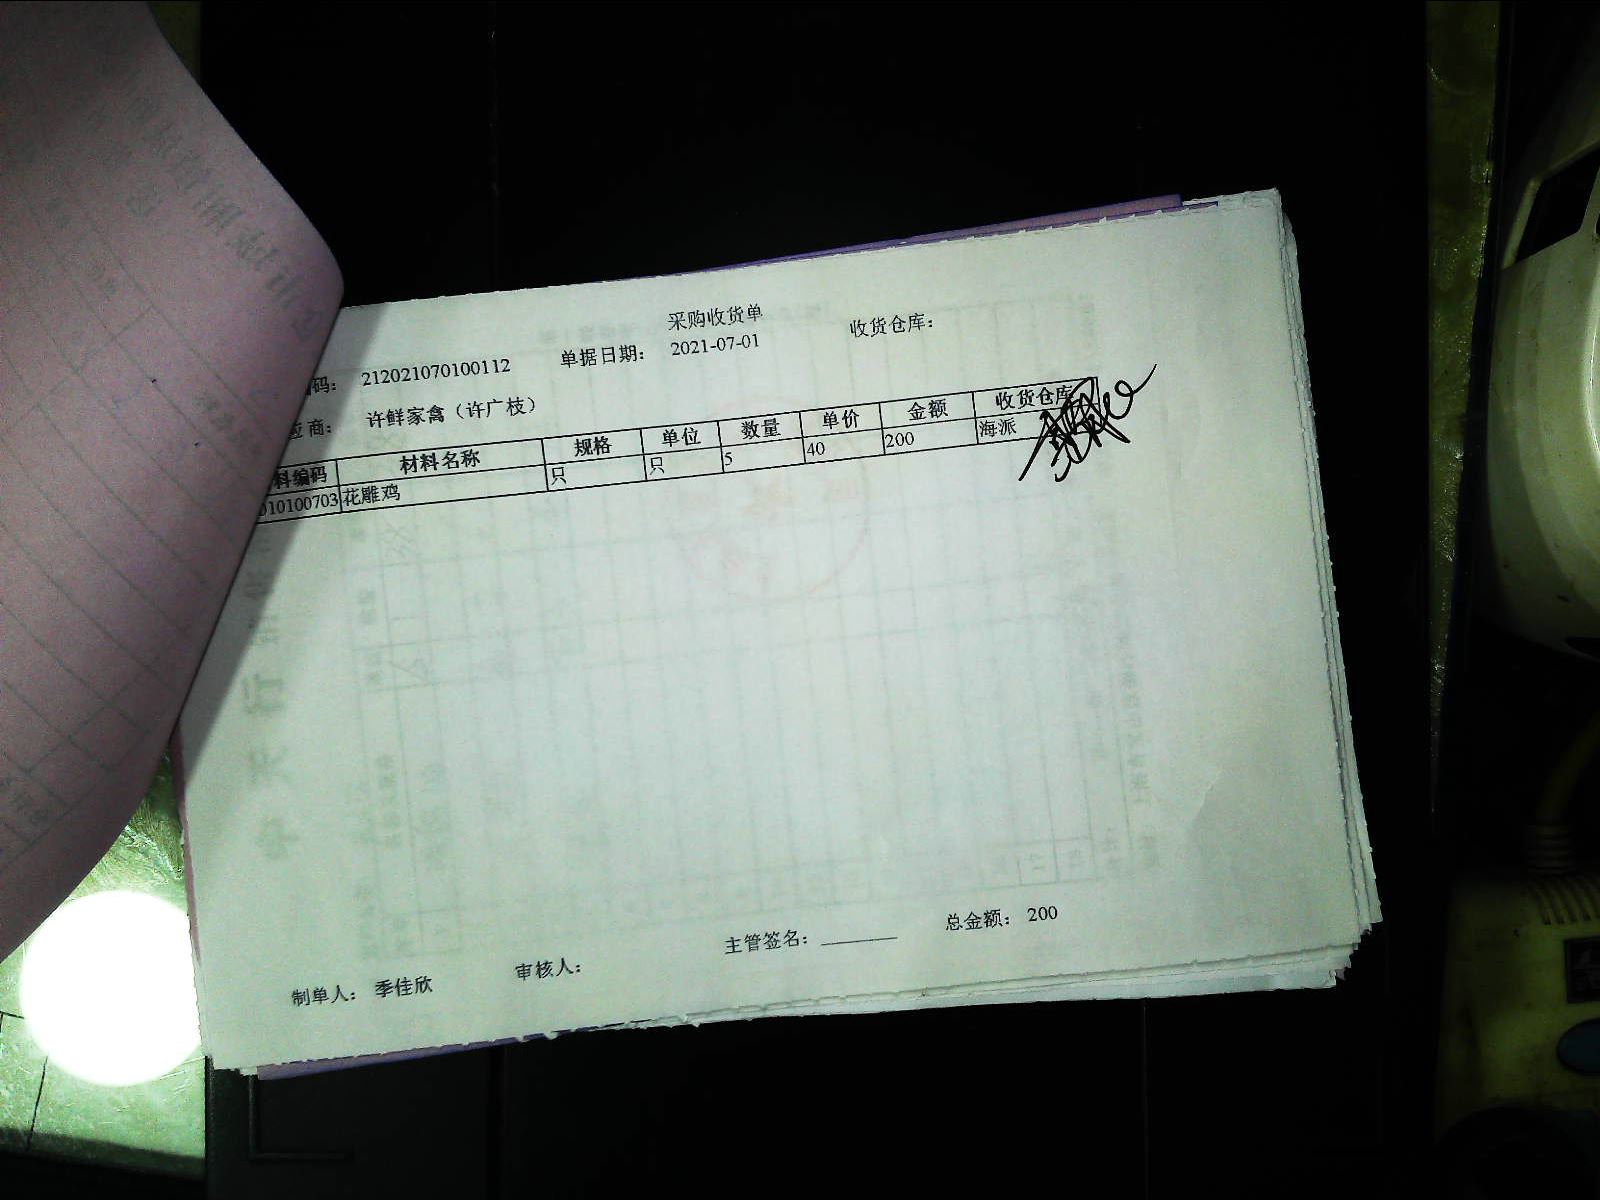 采购收货单
码： 212021070100112 单据日期： 2021-07-01 收货仓库：
应商： 许鲜家禽（许广枝）
料编码 材料名称 规格 单位 数量 单价 金额 收货仓库
010100703 花雕鸡 只 只 5 40 200 海派
制单人： 季佳欣 审核人： 主管签名： 总金额： 200